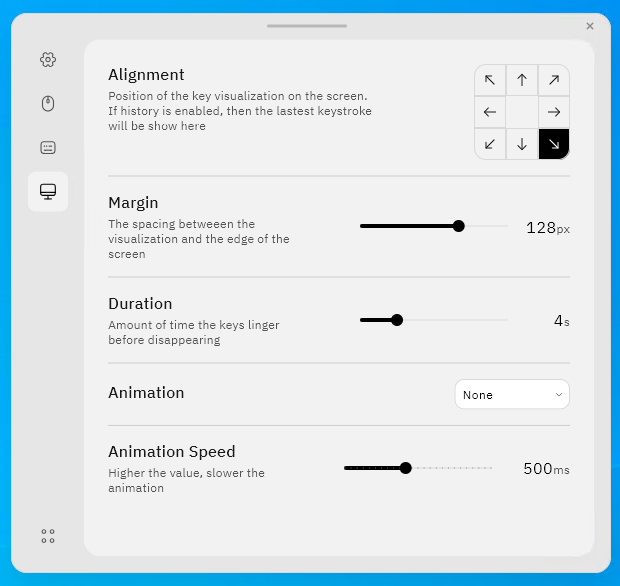 Alignment
Position of the key visualization on the screen.
If history is enabled, then the lastest keystroke
will be show here
Margin
The spacing betweeen the
visualization and the edge of the
screen
128px
Duration
Amount of time the keys linger
before disappearing
4s
Animation
None
Animation Speed
Higher the value, slower the
animation
500ms